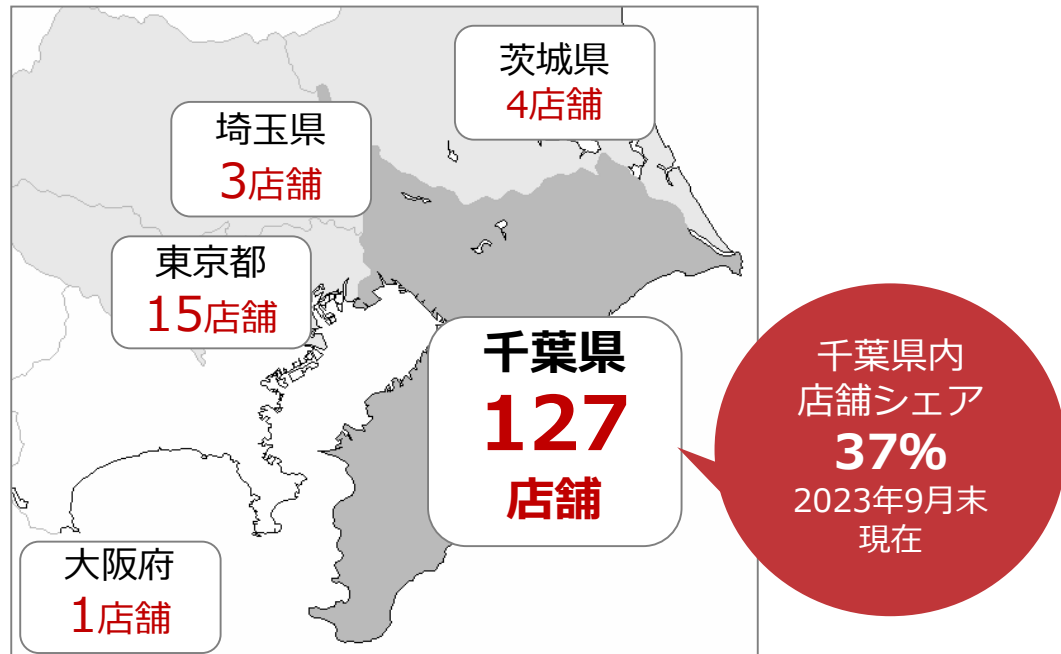 茨城県
4店舗
埼玉県
3店舗
東京都
15店舗
千葉県
127
店舗
千葉県内
店舗シェア
37%
2023年9月末
現在
大阪府
1店舗